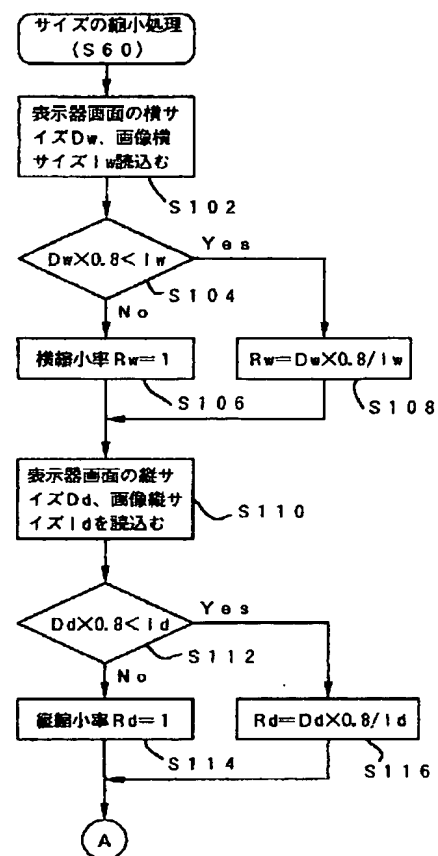 サイズの縮小処理
(S60)
表示器画面の横サ
イズDw、画像横
サイズIw読込む
S102
Dw×0.8<Iw
Yes
S104
No
横縮小率Rw=1
Rw=Dw×0.8/Iw
S106
S108
表示器画面の縦サ
イズDd、画像縦サ
イズIdを読込む
S110
Dd×0.8<Id
Yes
S112
No
縦縮小率Rd=1
Rd=Dd×0.8/Id
S114
S116
A